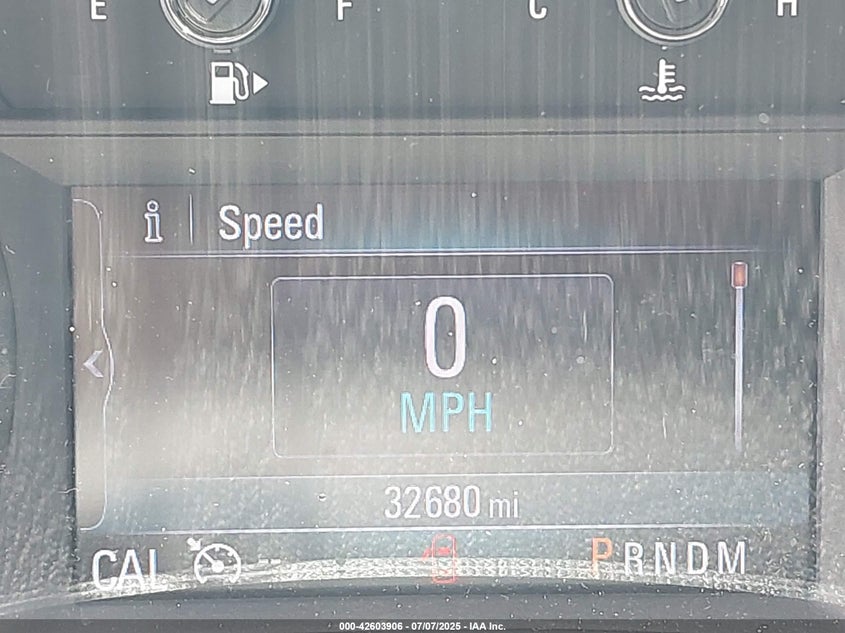 E F C H
Speed
0
MPH
32680 mi
CAL
PRNDM
000-42603906 - 07/07/2025 - IAA Inc.